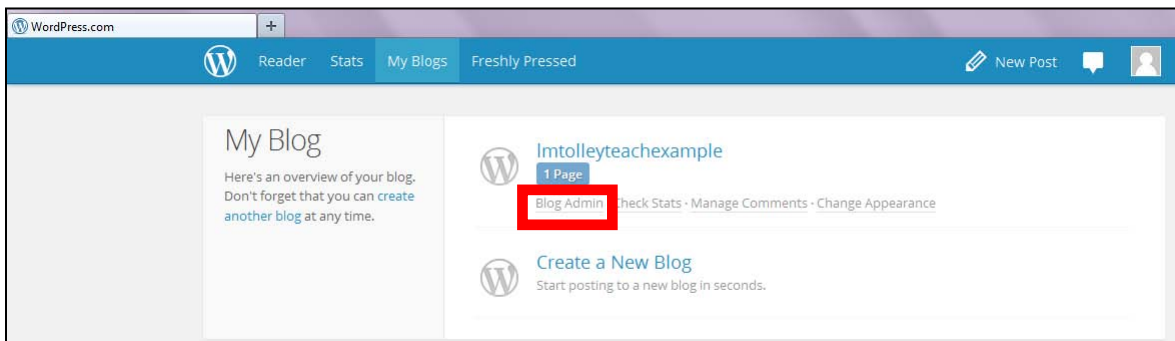 WordPress.com +
Reader Stats My Blogs Freshly Pressed New Post
My Blog
Here's an overview of your blog.
Don't forget that you can create
another blog at any time.
lmtolleyteachexample
1 Page
Blog Admin Check Stats · Manage Comments · Change Appearance
Create a New Blog
Start posting to a new blog in seconds.